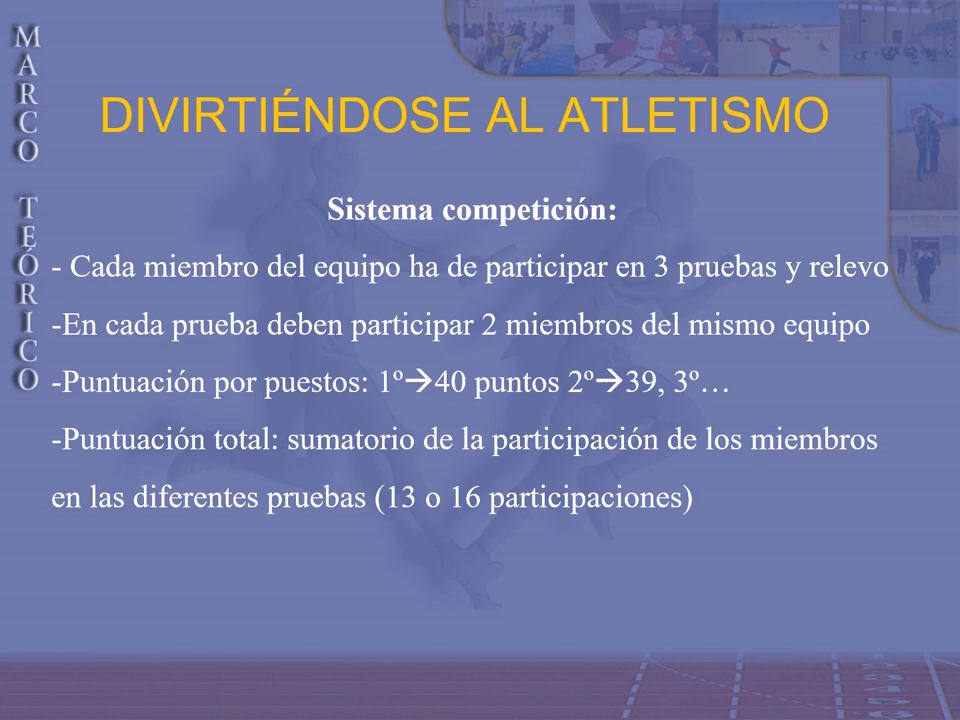 MARCO TEÓRICO
DIVIRTIÉNDOSE AL ATLETISMO
Sistema competición:
- Cada miembro del equipo ha de participar en 3 pruebas y relevo
-En cada prueba deben participar 2 miembros del mismo equipo
-Puntuación por puestos: 1º→40 puntos 2º→39, 3º…
-Puntuación total: sumatorio de la participación de los miembros
en las diferentes pruebas (13 o 16 participaciones)